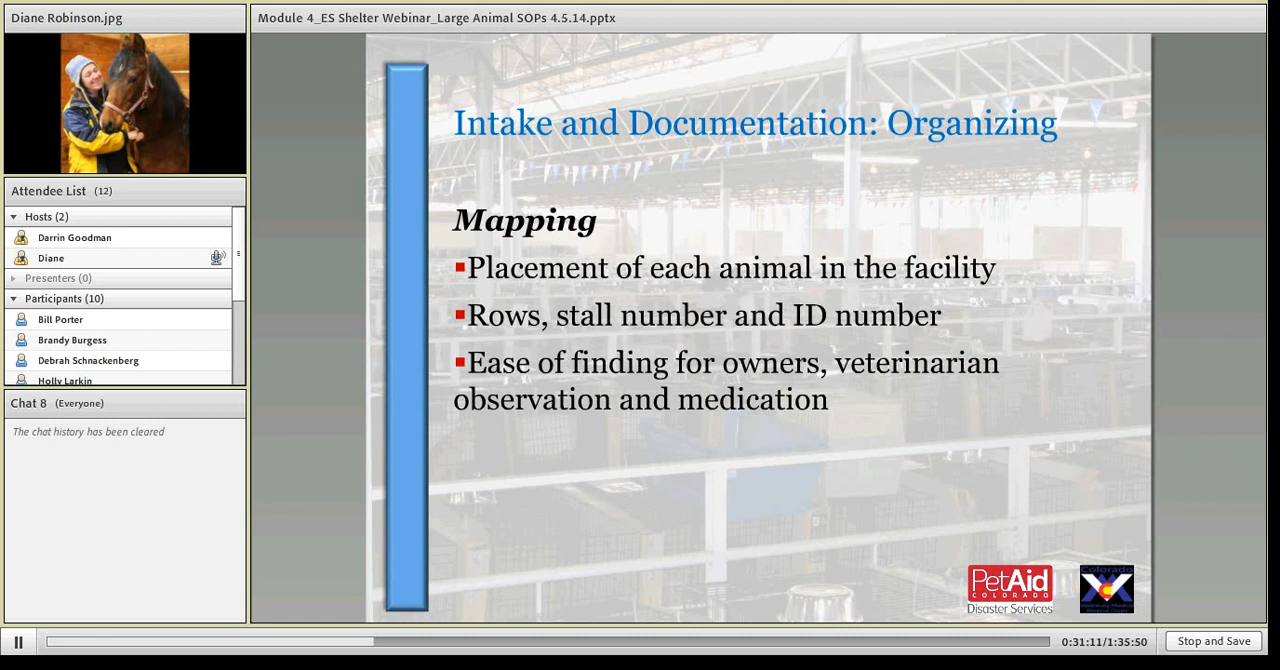 Diane Robinson.jpg
Module 4_ES Shelter Webinar_Large Animal SOPs 4.5.14.pptx
Attendee List (12)
Hosts (2)
Darrin Goodman
Diane
Presenters (0)
Participants (10)
Bill Porter
Brandy Burgess
Debrah Schnackenberg
Holly Larkin
Chat 8 (Everyone)
The chat history has been cleared
Intake and Documentation: Organizing
Mapping
Placement of each animal in the facility
Rows, stall number and ID number
Ease of finding for owners, veterinarian
observation and medication
PetAid
COLORADO
Disaster Services
Colorado
0:31:11/1:35:50
Stop and Save